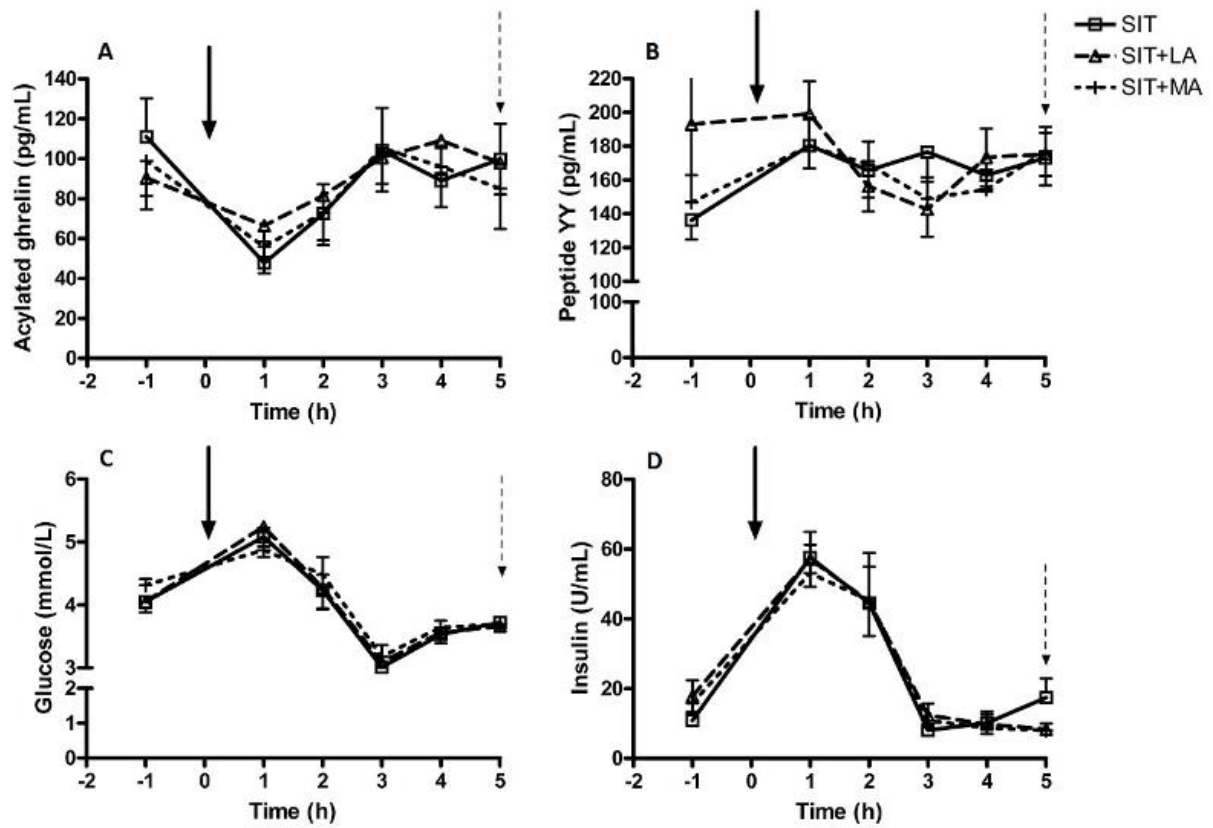 A
Acylated ghrelin (pg/mL)
140
120
100
80
60
40
20
0
-2 -1 0 1 2 3 4 5
Time (h)
B
Peptide YY (pg/mL)
220
200
180
160
140
120
100
100
0
-2 -1 0 1 2 3 4 5
Time (h)
SIT
SIT+LA
SIT+MA
C
Glucose (mmol/L)
6
5
4
3
2
1
0
-2 -1 0 1 2 3 4 5
Time (h)
D
Insulin (U/mL)
80
60
40
20
0
-2 -1 0 1 2 3 4 5
Time (h)